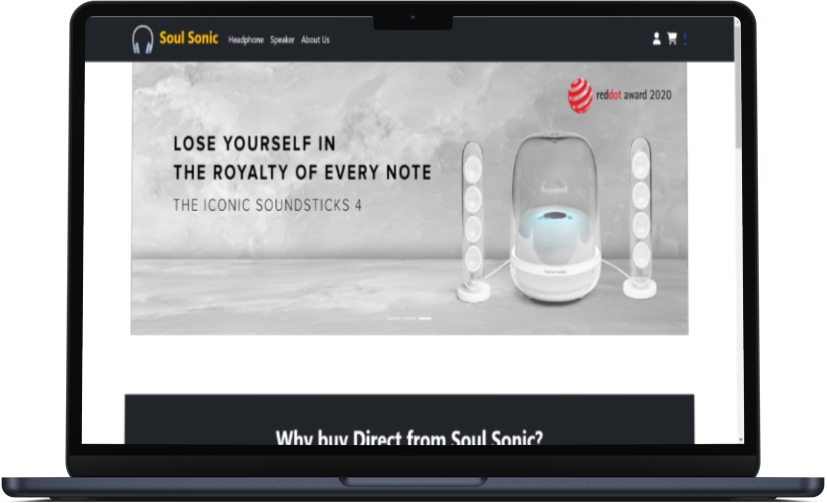 Soul Sonic Headphone Speaker About Us
reddot award 2020
LOSE YOURSELF IN
THE ROYALTY OF EVERY NOTE
THE ICONIC SOUNDSTICKS 4
Why buy Direct from Soul Sonic?